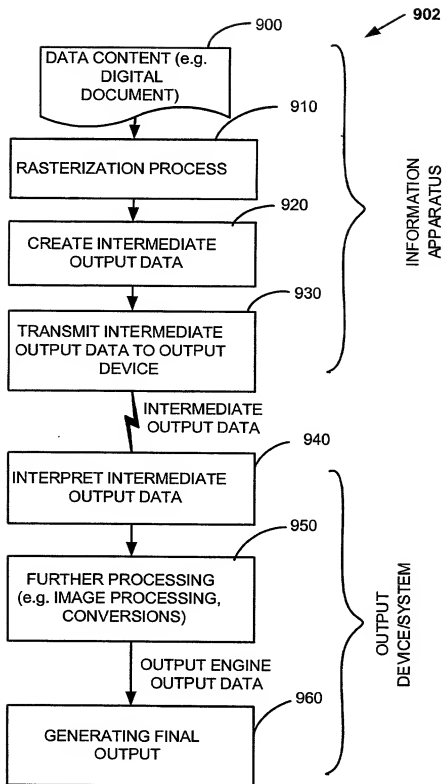 902
900
DATA CONTENT (e.g.
DIGITAL
DOCUMENT)
910
RASTERIZATION PROCESS
920
CREATE INTERMEDIATE
OUTPUT DATA
930
TRANSMIT INTERMEDIATE
OUTPUT DATA TO OUTPUT
DEVICE
INFORMATION
APPARATUS
INTERMEDIATE
OUTPUT DATA
940
INTERPRET INTERMEDIATE
OUTPUT DATA
950
FURTHER PROCESSING
(e.g. IMAGE PROCESSING,
CONVERSIONS)
OUTPUT ENGINE
OUTPUT DATA
960
GENERATING FINAL
OUTPUT
OUTPUT
DEVICE/SYSTEM